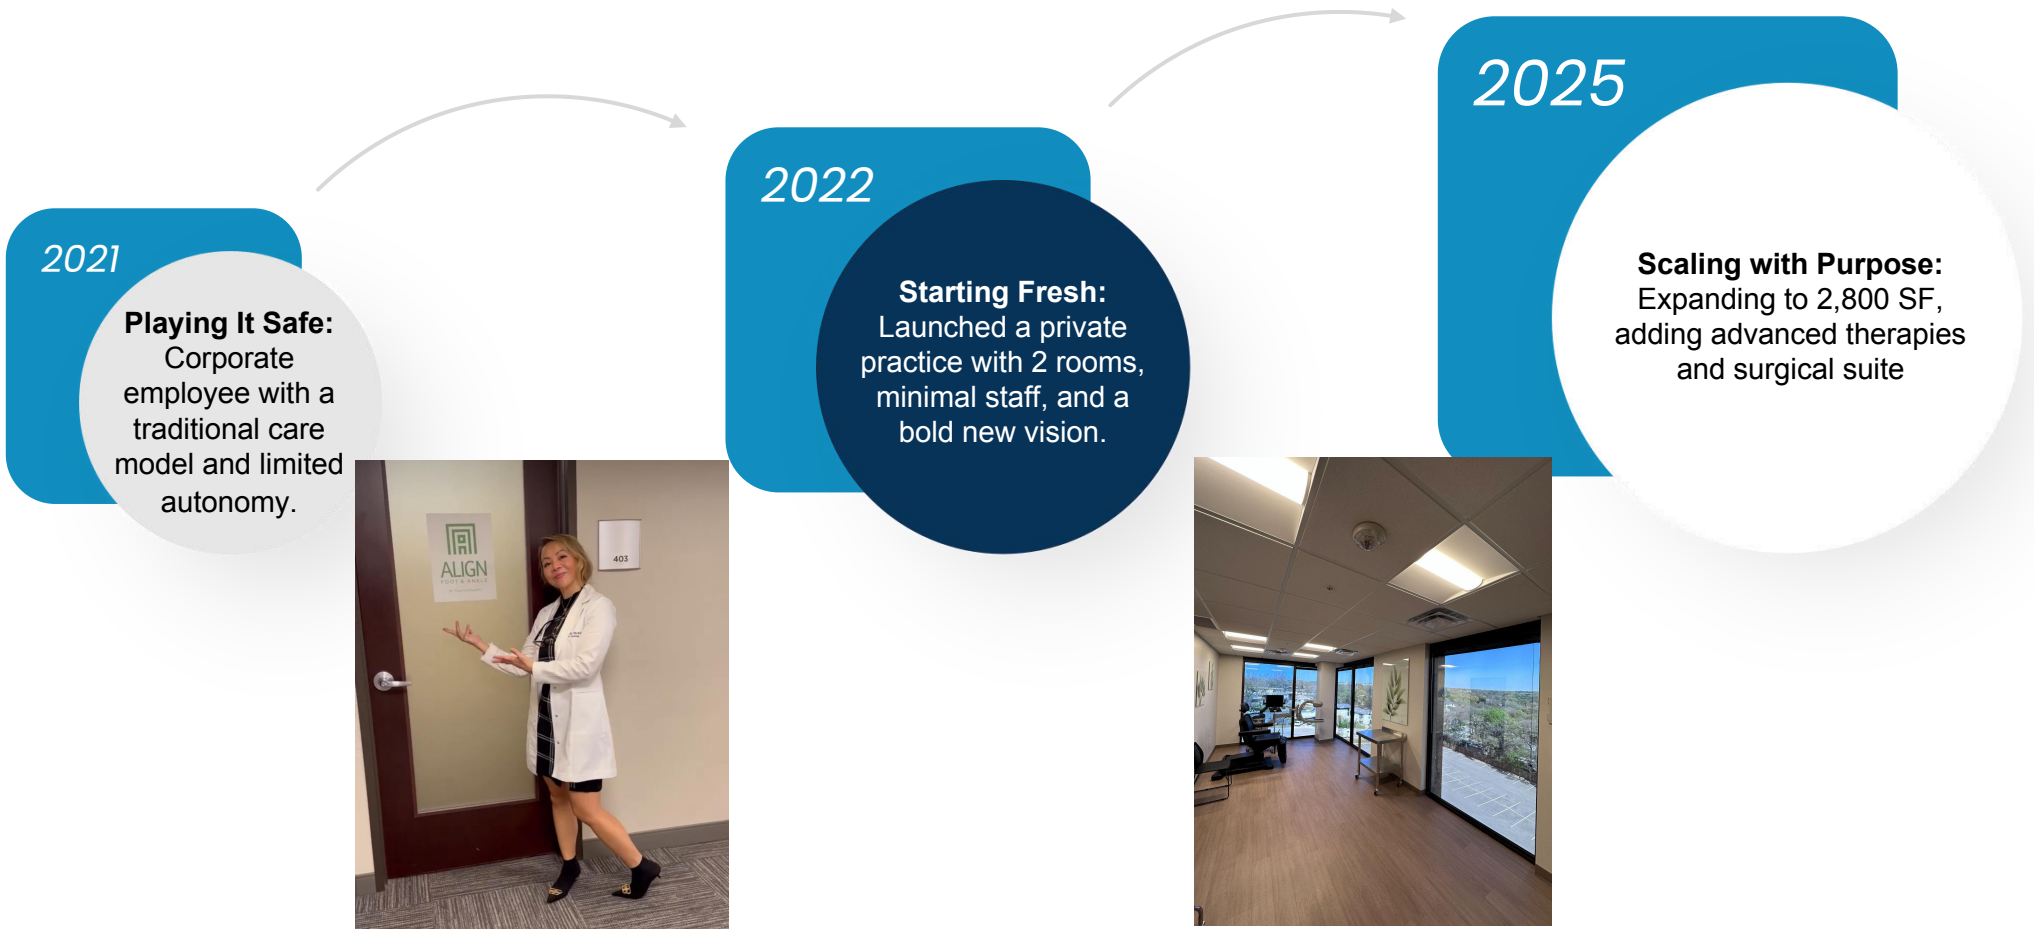 2021
Playing It Safe:
Corporate
employee with a
traditional care
model and limited
autonomy.
2022
Starting Fresh:
Launched a private
practice with 2 rooms,
minimal staff, and a
bold new vision.
2025
Scaling with Purpose:
Expanding to 2,800 SF,
adding advanced therapies
and surgical suite
ALIGN
FOOT & ANKLE
403